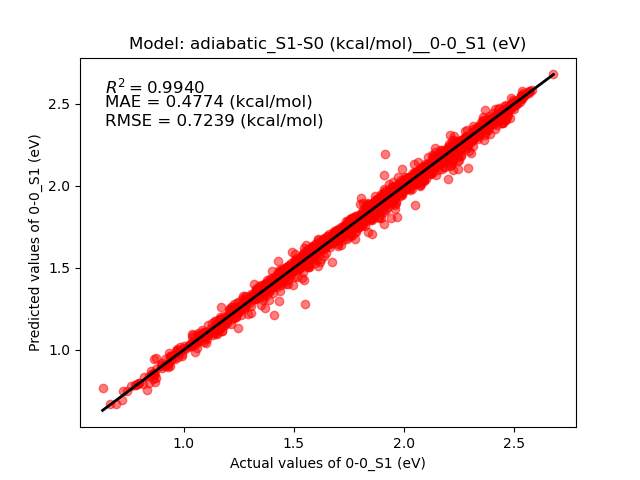 Model: adiabatic_S1-S0 (kcal/mol)__0-0_S1 (eV)
R² = 0.9940
MAE = 0.4774 (kcal/mol)
RMSE = 0.7239 (kcal/mol)
Predicted values of 0-0_S1 (eV)
2.5
2.0
1.5
1.0
1.0 1.5 2.0 2.5
Actual values of 0-0_S1 (eV)